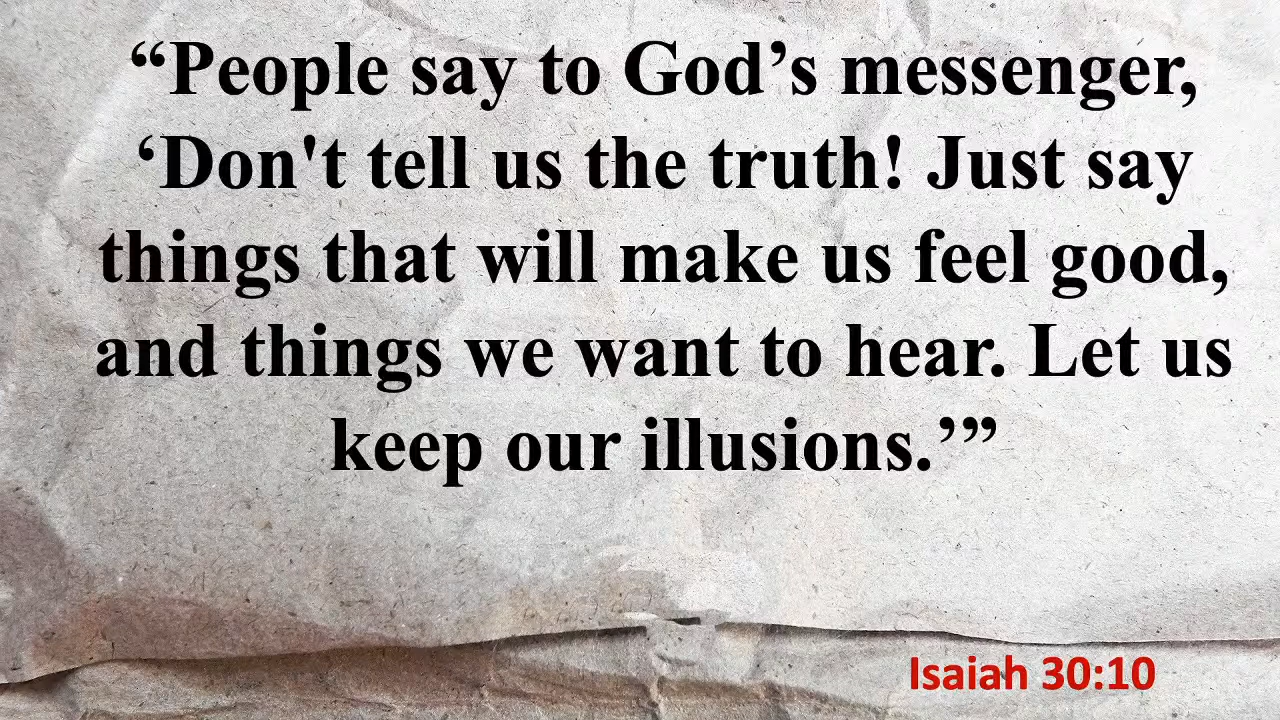 “People say to God’s messenger,
‘Don't tell us the truth! Just say
things that will make us feel good,
and things we want to hear. Let us
keep our illusions.’”
Isaiah 30:10